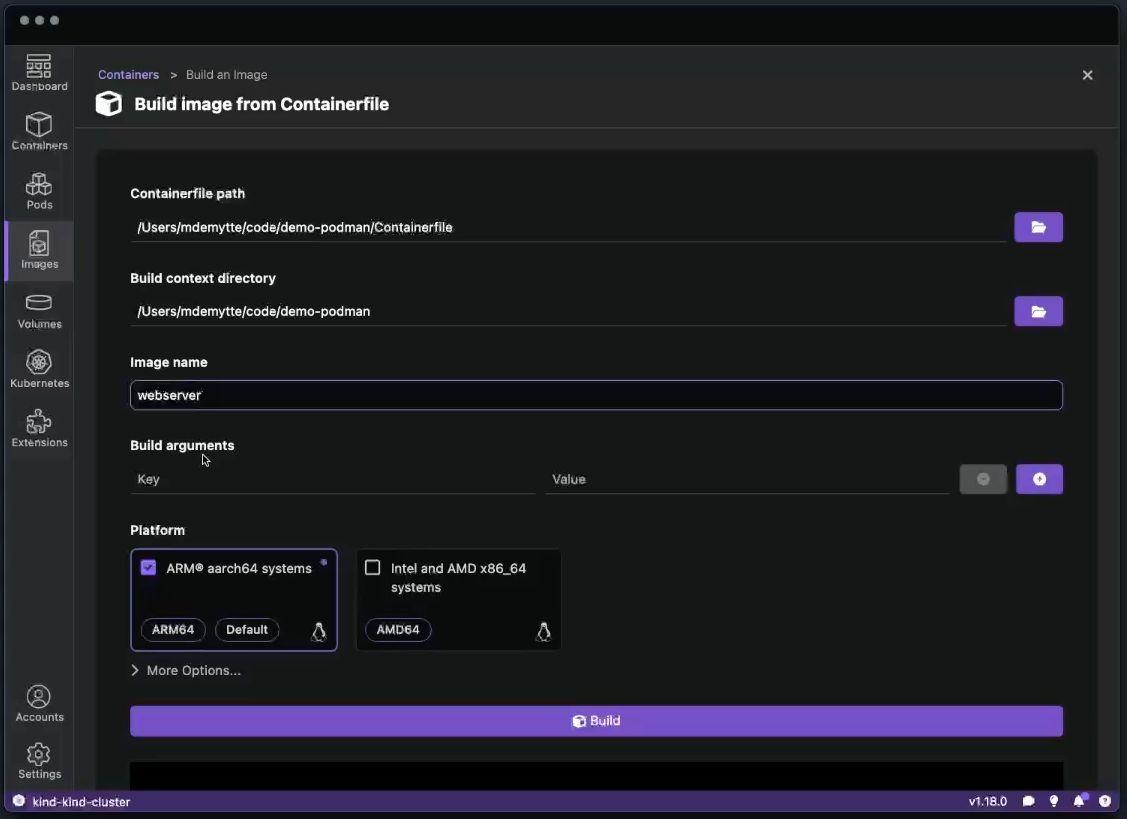 Containers > Build an Image
Build image from Containerfile
Dashboard
Containers
Pods
Images
Volumes
Kubernetes
Extensions
Accounts
Settings
Containerfile path
/Users/mdemytte/code/demo-podman/Containerfile
Build context directory
/Users/mdemytte/code/demo-podman
Image name
webserver
Build arguments
Key Value
Platform
ARM® aarch64 systems
ARM64 Default
Intel and AMD x86_64
systems
AMD64
More Options...
Build
kind-kind-cluster v1.18.0